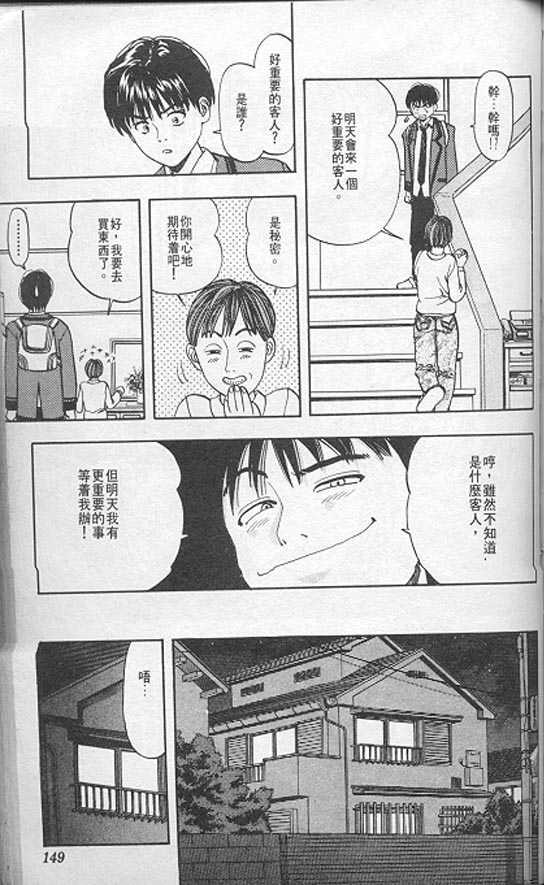 幹…幹嗎!!
明天會來一個
好重要的客人。
好重要的客人？
是誰？
是秘密。
你開心地
期待着吧！
好，我要去
買東西了。
………
哼，雖然不知道
是什麼客人，
但明天我有
更重要的事
等着我辦！
唔…
149